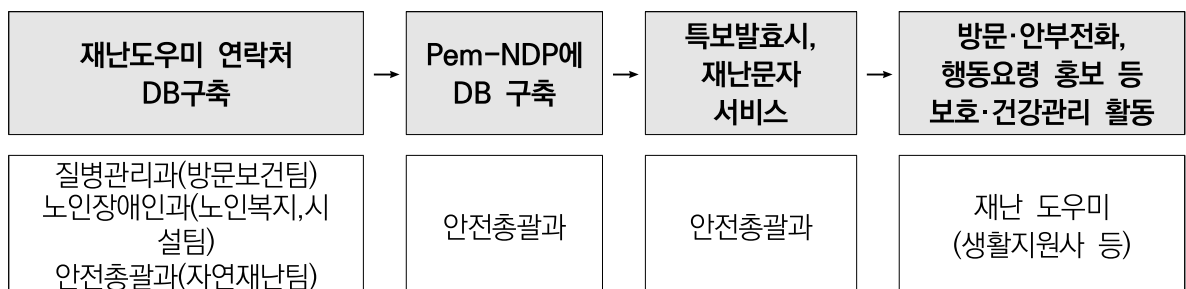 재난도우미 연락처
DB구축
Pem-NDP에
DB 구축
특보발효시,
재난문자
서비스
방문·안부전화,
행동요령 홍보 등
보호·건강관리 활동
질병관리과(방문보건팀)
노인장애인과(노인복지,시
설팀)
안전총괄과(자연재난팀)
안전총괄과
안전총괄과
재난 도우미
(생활지원사 등)